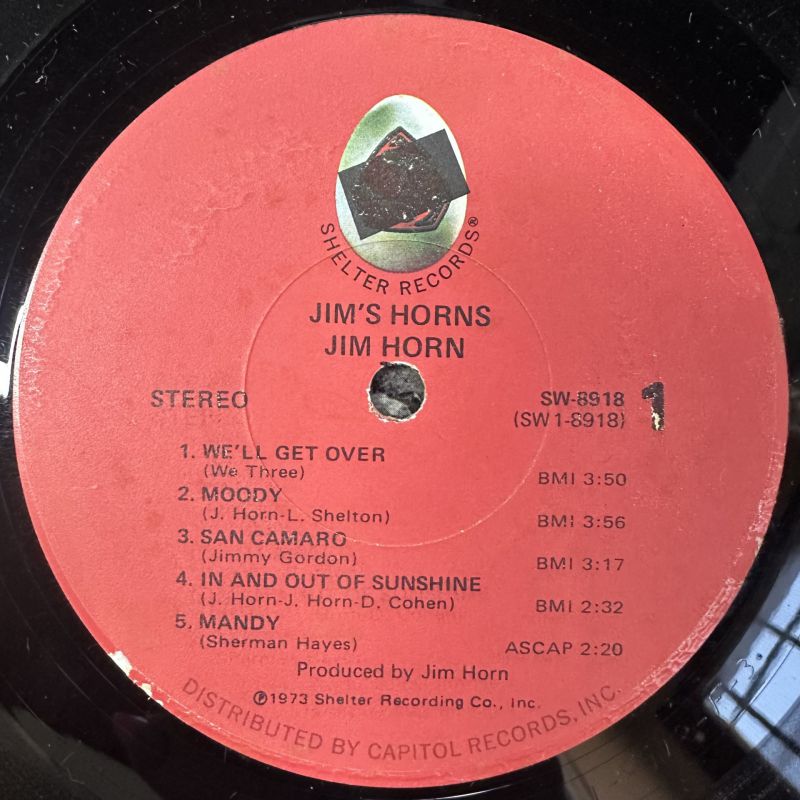 SHELTER RECORDS®
JIM'S HORNS
JIM HORN
STEREO
SW-8918
(SW1-8918)
1
1. WE'LL GET OVER
(We Three)
BMI 3:50
2. MOODY
(J. Horn-L. Shelton)
BMI 3:56
3. SAN CAMARO
(Jimmy Gordon)
BMI 3:17
4. IN AND OUT OF SUNSHINE
(J. Horn-J. Horn-D. Cohen)
BMI 2:32
5. MANDY
(Sherman Hayes)
ASCAP 2:20
Produced by Jim Horn
℗1973 Shelter Recording Co., Inc.
DISTRIBUTED BY CAPITOL RECORDS, INC.